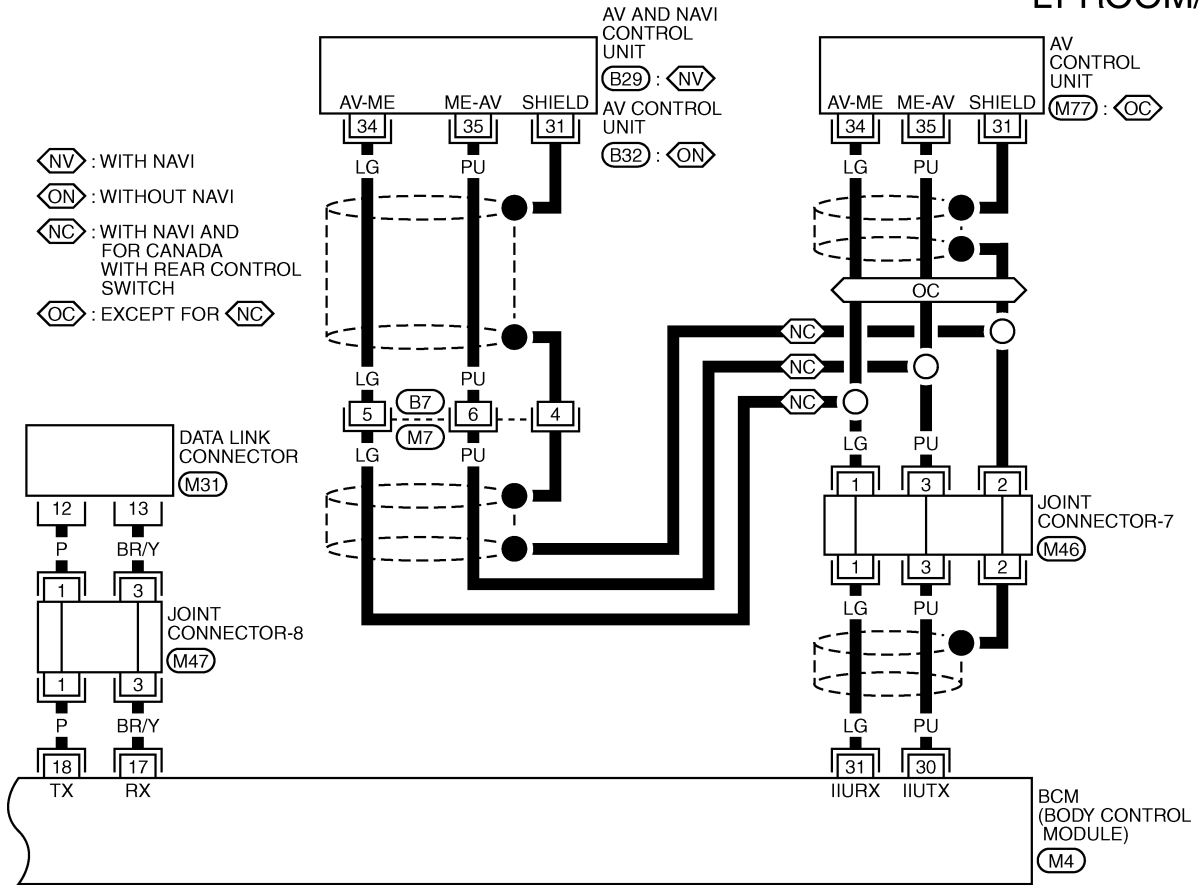 LT-ROOM/
AV AND NAVI
CONTROL
UNIT
B29 : NV
AV CONTROL
UNIT
B32 : ON
AV
CONTROL
UNIT
M77 : OC
AV-ME ME-AV SHIELD
34 35 31
LG PU
AV-ME ME-AV SHIELD
34 35 31
LG PU
NV : WITH NAVI
ON : WITHOUT NAVI
NC : WITH NAVI AND
FOR CANADA
WITH REAR CONTROL
SWITCH
OC : EXCEPT FOR NC
OC
NC
NC
NC
LG PU
5 B7 6 4
M7
LG PU
LG PU
1 3 2
JOINT
CONNECTOR-7
M46
1 3 2
LG PU
DATA LINK
CONNECTOR
M31
12 13
P BR/Y
1 3
JOINT
CONNECTOR-8
M47
1 3
P BR/Y
18 17
TX RX
LG PU
31 30
IIURX IIUTX
BCM
(BODY CONTROL
MODULE)
M4